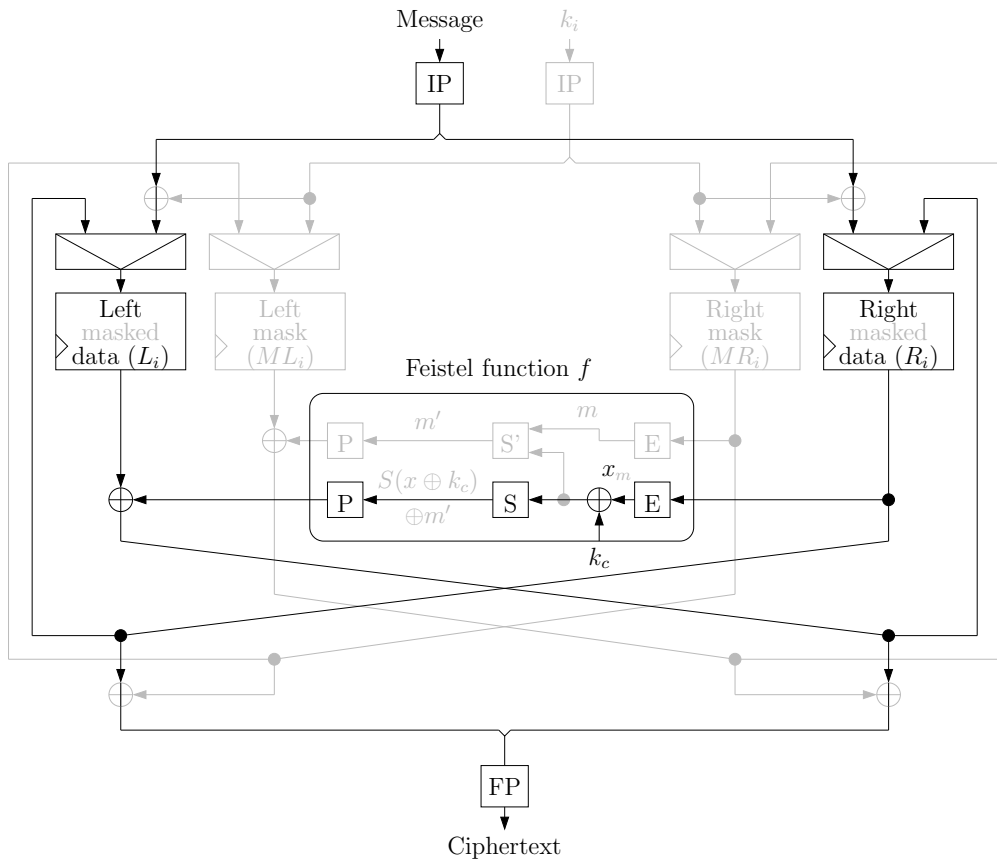 Message
k_i
IP
IP
Left
masked
data (L_i)
Left
mask
(ML_i)
Right
mask
(MR_i)
Right
masked
data (R_i)
Feistel function f
P
m′
S'
m
E
P
S(x ⊕ k_c)
⊕m′
S
x_m
E
k_c
FP
Ciphertext